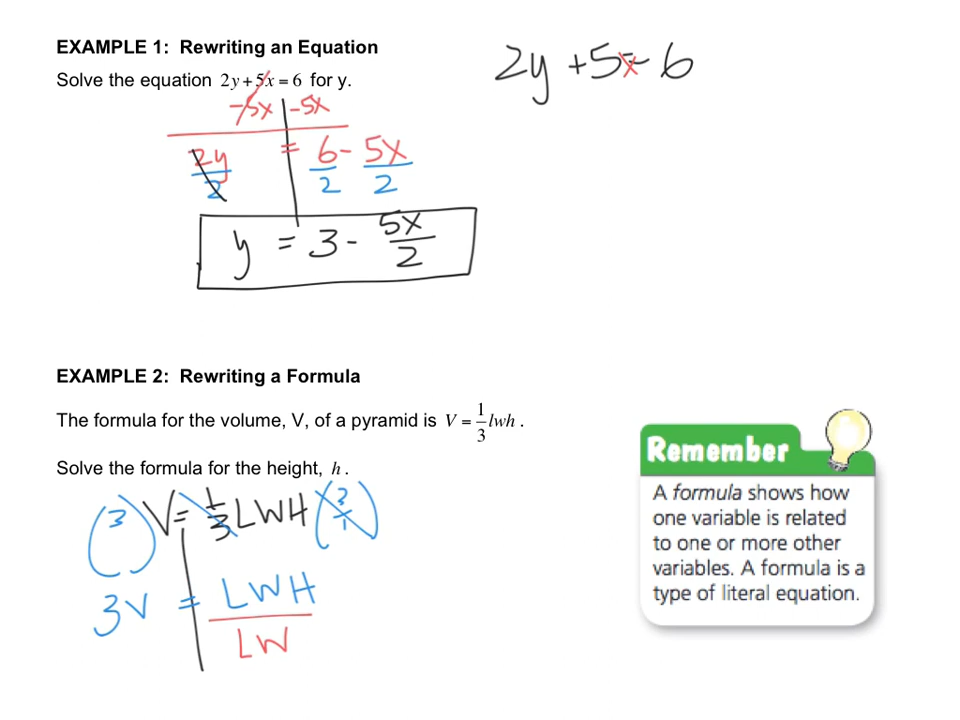 EXAMPLE 1: Rewriting an Equation
Solve the equation 2y + 5x = 6 for y.
2y + 5x = 6
-5x | -5x
2y = 6 - 5x
2 2 2
y = 3 - 5x/2
EXAMPLE 2: Rewriting a Formula
The formula for the volume, V, of a pyramid is V = 1/3 lwh.
Solve the formula for the height, h.
(3) V = 1/3 LWH (3/1)
3V = LWH
LW
Remember
A formula shows how
one variable is related
to one or more other
variables. A formula is a
type of literal equation.